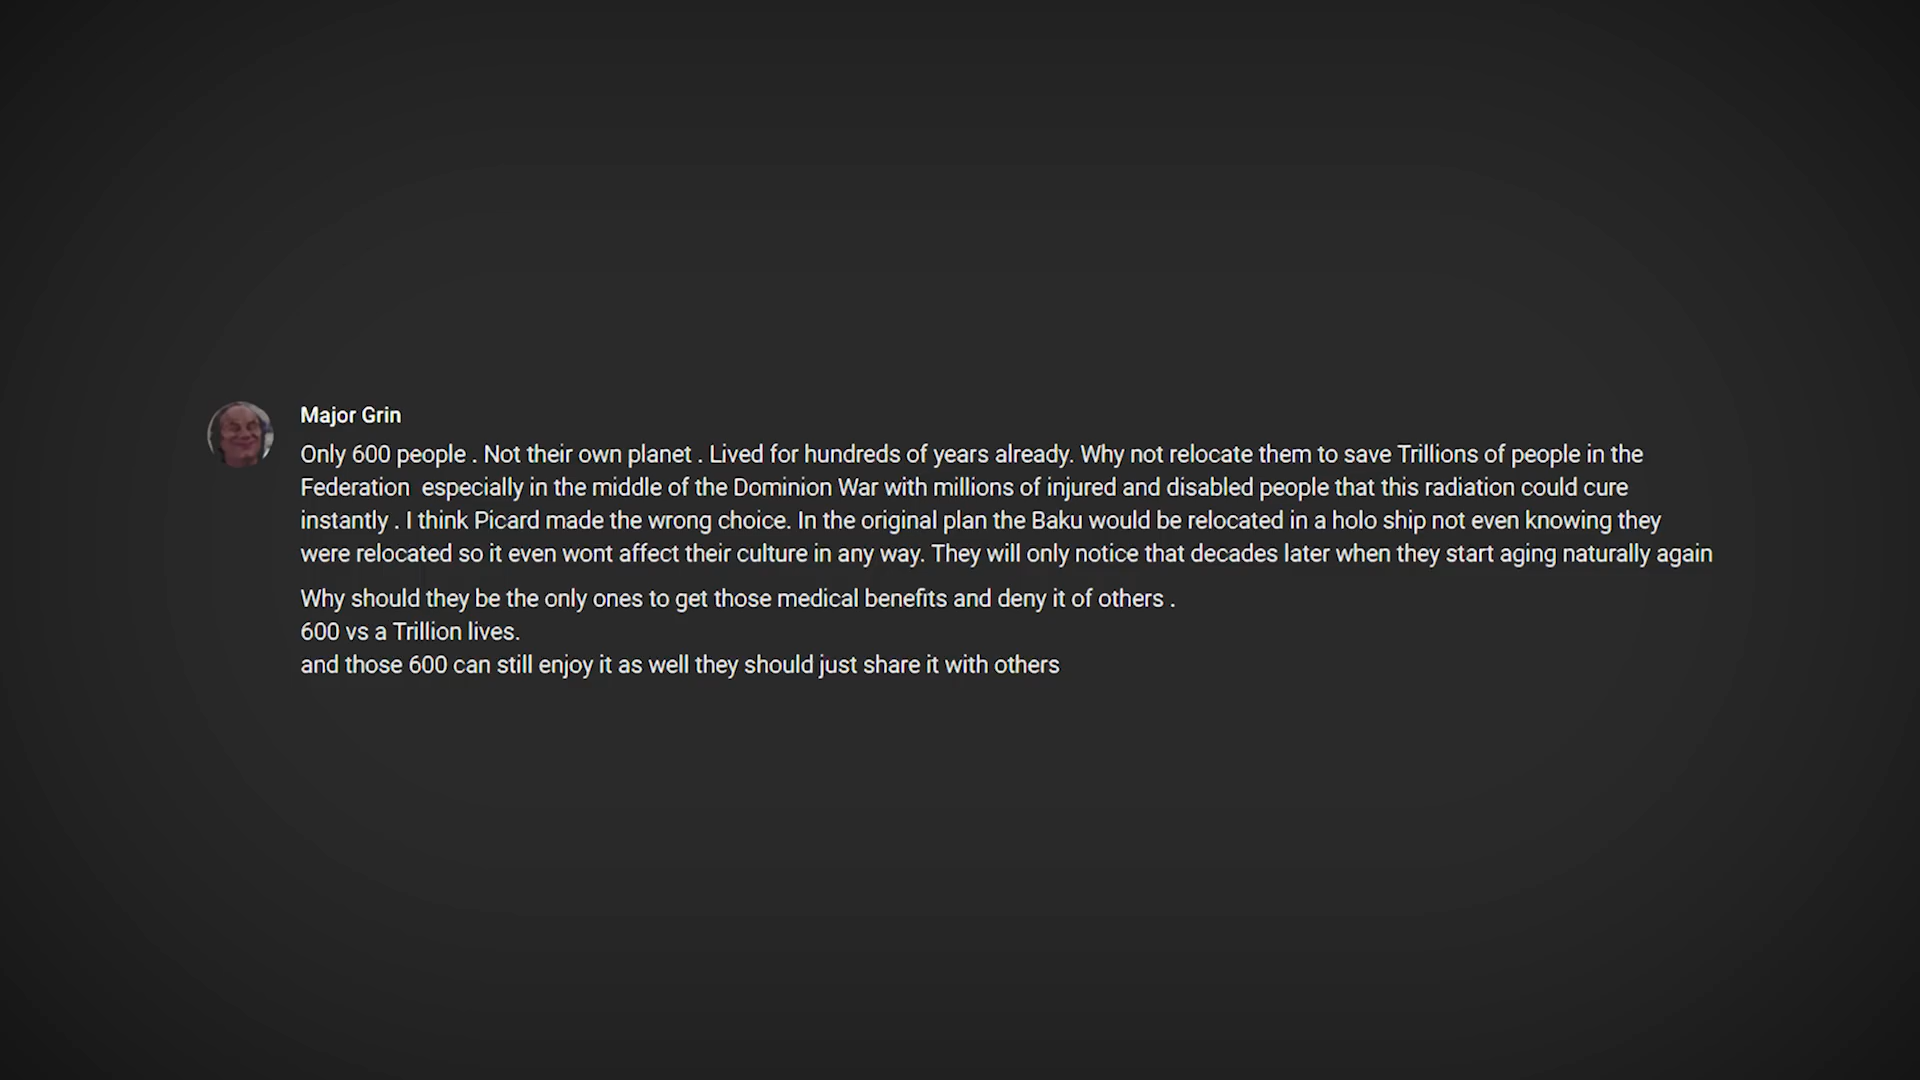 Major Grin
Only 600 people . Not their own planet . Lived for hundreds of years already. Why not relocate them to save Trillions of people in the
Federation  especially in the middle of the Dominion War with millions of injured and disabled people that this radiation could cure
instantly . I think Picard made the wrong choice. In the original plan the Baku would be relocated in a holo ship not even knowing they
were relocated so it even wont affect their culture in any way. They will only notice that decades later when they start aging naturally again
Why should they be the only ones to get those medical benefits and deny it of others .
600 vs a Trillion lives.
and those 600 can still enjoy it as well they should just share it with others